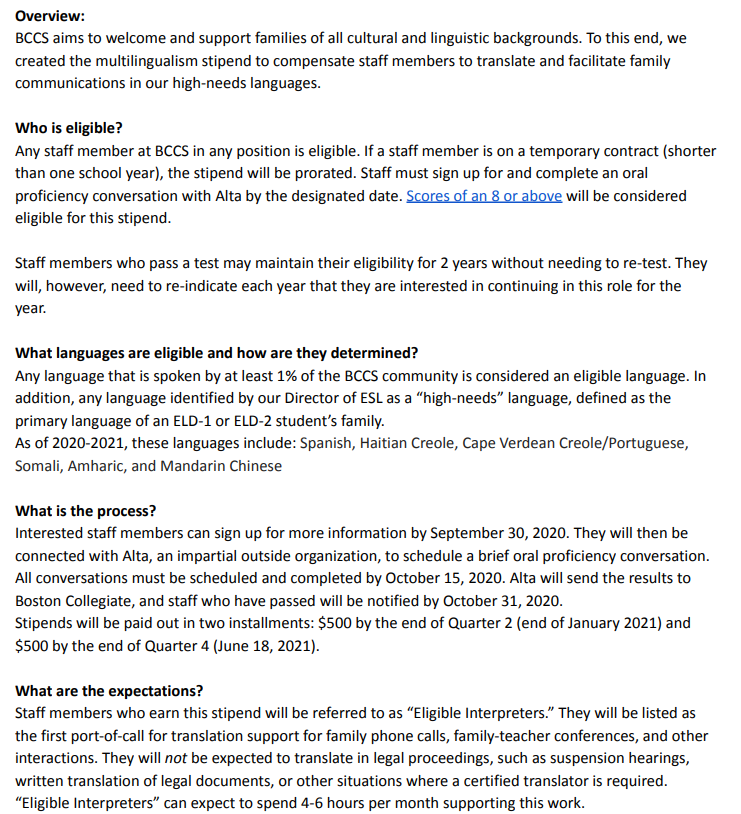 Overview:
BCCS aims to welcome and support families of all cultural and linguistic backgrounds. To this end, we
created the multilingualism stipend to compensate staff members to translate and facilitate family
communications in our high-needs languages.
Who is eligible?
Any staff member at BCCS in any position is eligible. If a staff member is on a temporary contract (shorter
than one school year), the stipend will be prorated. Staff must sign up for and complete an oral
proficiency conversation with Alta by the designated date. Scores of an 8 or above will be considered
eligible for this stipend.
Staff members who pass a test may maintain their eligibility for 2 years without needing to re-test. They
will, however, need to re-indicate each year that they are interested in continuing in this role for the
year.
What languages are eligible and how are they determined?
Any language that is spoken by at least 1% of the BCCS community is considered an eligible language. In
addition, any language identified by our Director of ESL as a “high-needs” language, defined as the
primary language of an ELD-1 or ELD-2 student’s family.
As of 2020-2021, these languages include: Spanish, Haitian Creole, Cape Verdean Creole/Portuguese,
Somali, Amharic, and Mandarin Chinese
What is the process?
Interested staff members can sign up for more information by September 30, 2020. They will then be
connected with Alta, an impartial outside organization, to schedule a brief oral proficiency conversation.
All conversations must be scheduled and completed by October 15, 2020. Alta will send the results to
Boston Collegiate, and staff who have passed will be notified by October 31, 2020.
Stipends will be paid out in two installments: $500 by the end of Quarter 2 (end of January 2021) and
$500 by the end of Quarter 4 (June 18, 2021).
What are the expectations?
Staff members who earn this stipend will be referred to as “Eligible Interpreters.” They will be listed as
the first port-of-call for translation support for family phone calls, family-teacher conferences, and other
interactions. They will not be expected to translate in legal proceedings, such as suspension hearings,
written translation of legal documents, or other situations where a certified translator is required.
“Eligible Interpreters” can expect to spend 4-6 hours per month supporting this work.